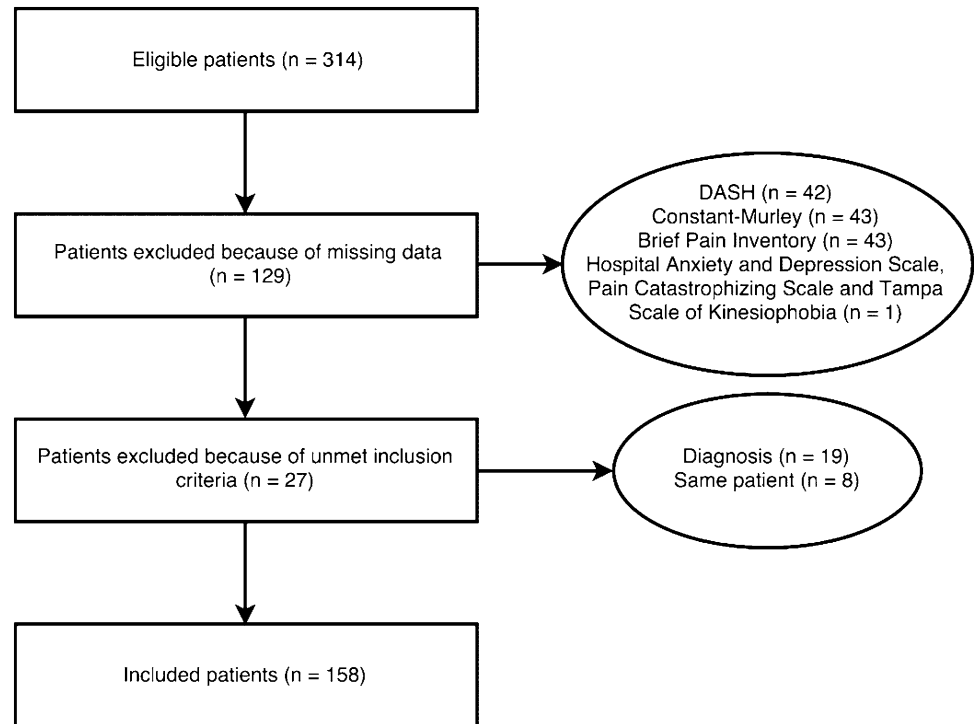 Eligible patients (n = 314)
Patients excluded because of missing data
(n = 129)
DASH (n = 42)
Constant-Murley (n = 43)
Brief Pain Inventory (n = 43)
Hospital Anxiety and Depression Scale,
Pain Catastrophizing Scale and Tampa
Scale of Kinesiophobia (n = 1)
Patients excluded because of unmet inclusion
criteria (n = 27)
Diagnosis (n = 19)
Same patient (n = 8)
Included patients (n = 158)